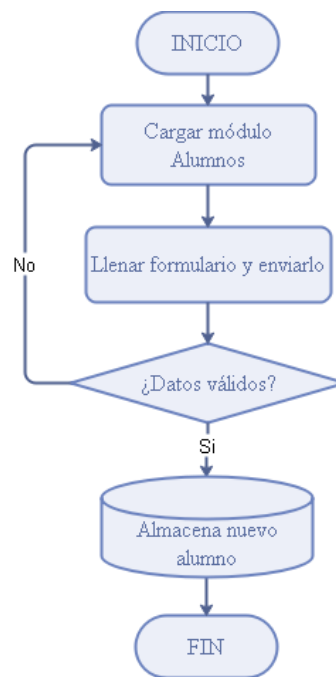 INICIO
Cargar módulo
Alumnos
Llenar formulario y enviarlo
No
¿Datos válidos?
Si
Almacena nuevo
alumno
FIN